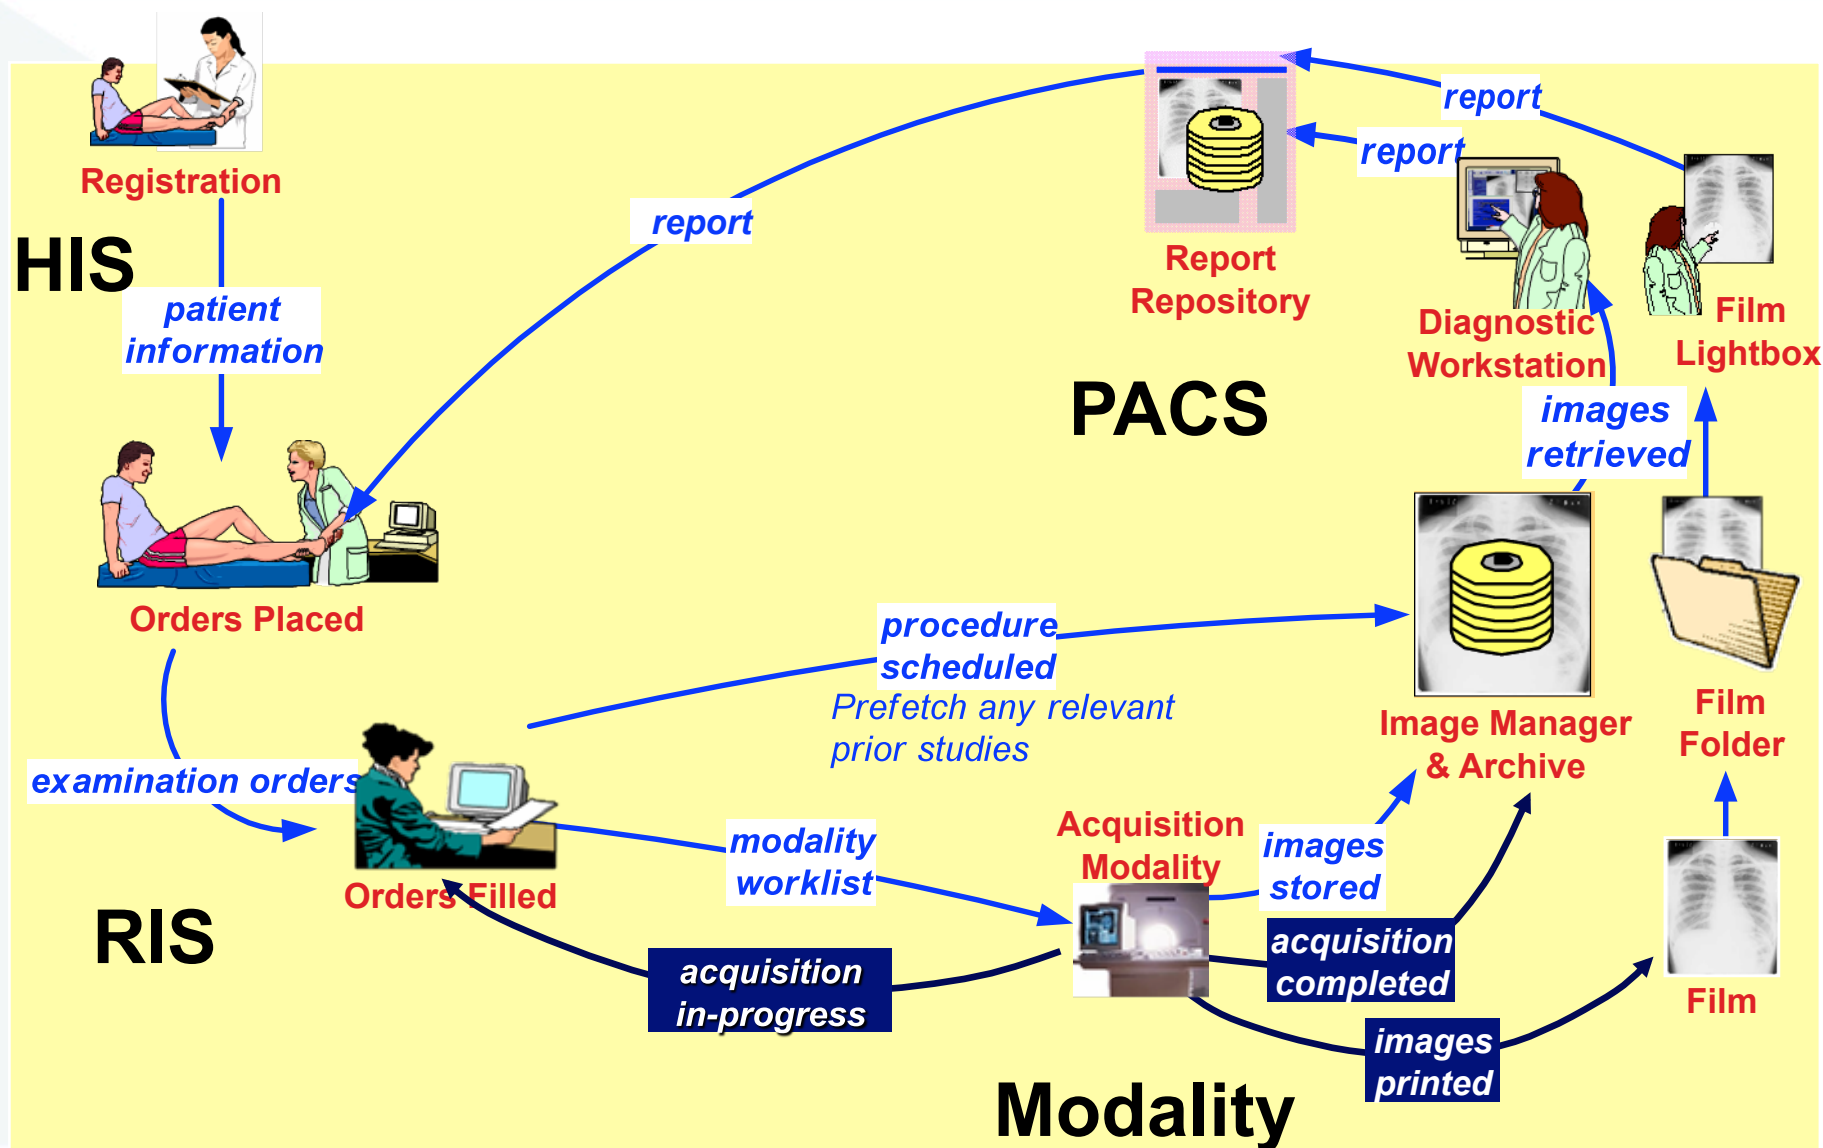 Registration
HIS
patient
information
Orders Placed
examination orders
Orders Filled
RIS
report
report
report
Report
Repository
Diagnostic
Workstation
Film
Lightbox
PACS
images
retrieved
procedure
scheduled
Prefetch any relevant
prior studies
Image Manager
& Archive
Film
Folder
modality
worklist
Acquisition
Modality
images
stored
acquisition
in-progress
acquisition
completed
images
printed
Film
Modality